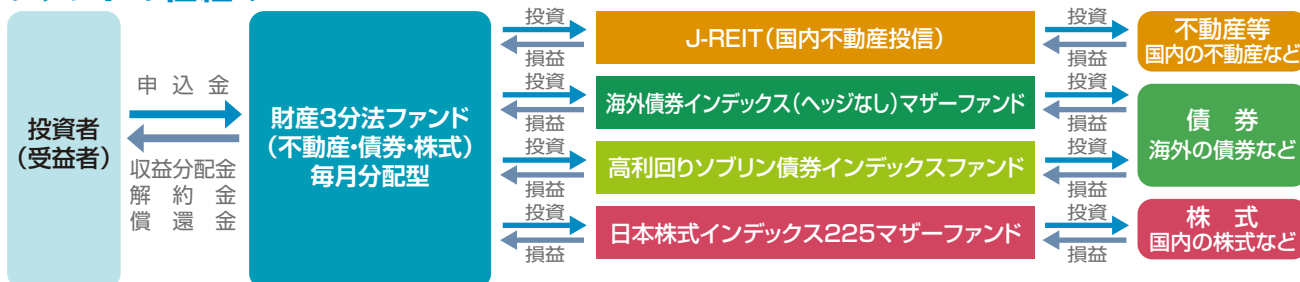 投資者
(受益者)
申込金
収益分配金
解約金
償還金
財産3分法ファンド
(不動産・債券・株式)
毎月分配型
投資
損益
J-REIT(国内不動産投信)
投資
損益
不動産等
国内の不動産など
投資
損益
海外債券インデックス(ヘッジなし)マザーファンド
投資
損益
債券
海外の債券など
投資
損益
高利回りソブリン債券インデックスファンド
投資
損益
投資
損益
日本株式インデックス225マザーファンド
投資
損益
株式
国内の株式など